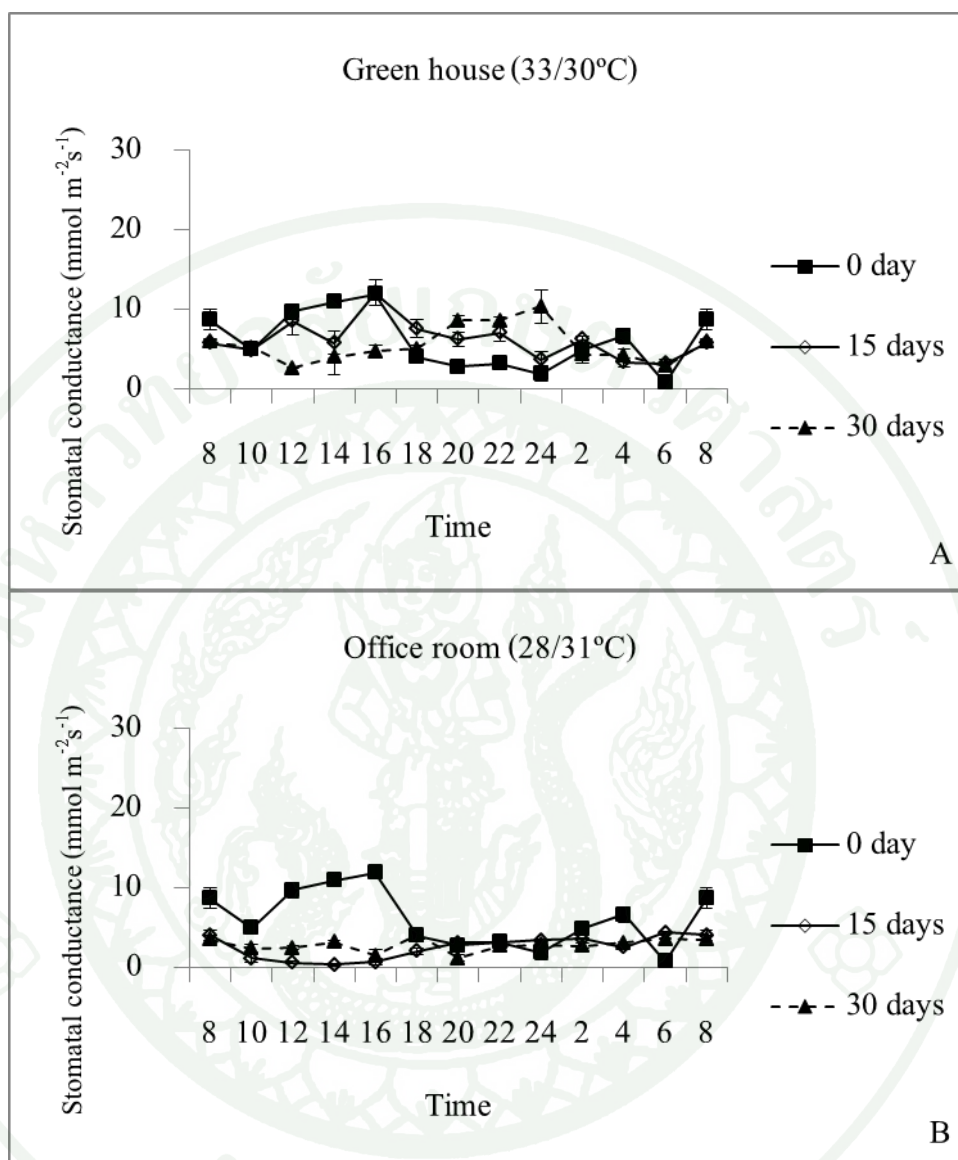 Green house (33/30ºC)
Stomatal conductance (mmol m⁻²s⁻¹)
30
20
10
0
8 10 12 14 16 18 20 22 24 2 4 6 8
Time
0 day
15 days
30 days
A
Office room (28/31ºC)
Stomatal conductance (mmol m⁻²s⁻¹)
30
20
10
0
8 10 12 14 16 18 20 22 24 2 4 6 8
Time
0 day
15 days
30 days
B